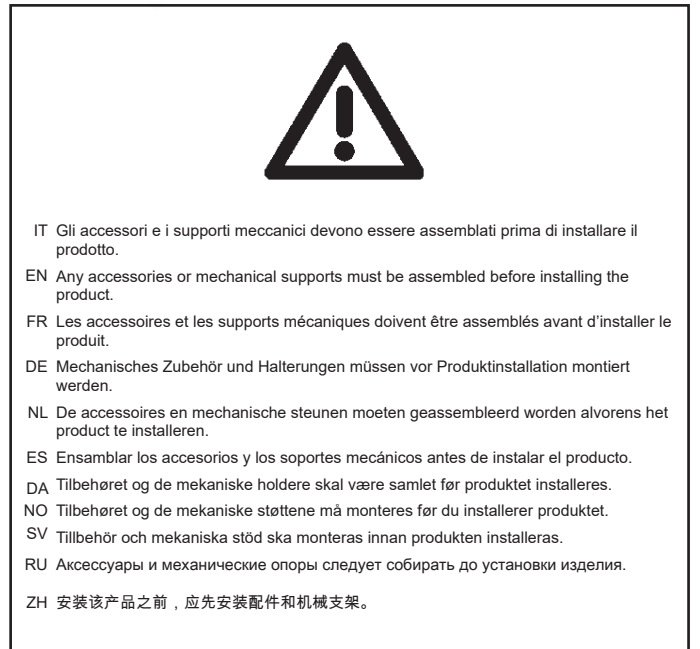 IT Gli accessori e i supporti meccanici devono essere assemblati prima di installare il
prodotto.
EN Any accessories or mechanical supports must be assembled before installing the
product.
FR Les accessoires et les supports mécaniques doivent être assemblés avant d’installer le
produit.
DE Mechanisches Zubehör und Halterungen müssen vor Produktinstallation montiert
werden.
NL De accessoires en mechanische steunen moeten geassembleerd worden alvorens het
product te installeren.
ES Ensamblar los accesorios y los soportes mecánicos antes de instalar el producto.
DA Tilbehøret og de mekaniske holdere skal være samlet før produktet installeres.
NO Tilbehøret og de mekaniske støttene må monteres før du installerer produktet.
SV Tillbehör och mekaniska stöd ska monteras innan produkten installeras.
RU Аксессуары и механические опоры следует собирать до установки изделия.
ZH 安装该产品之前，应先安装配件和机械支架。